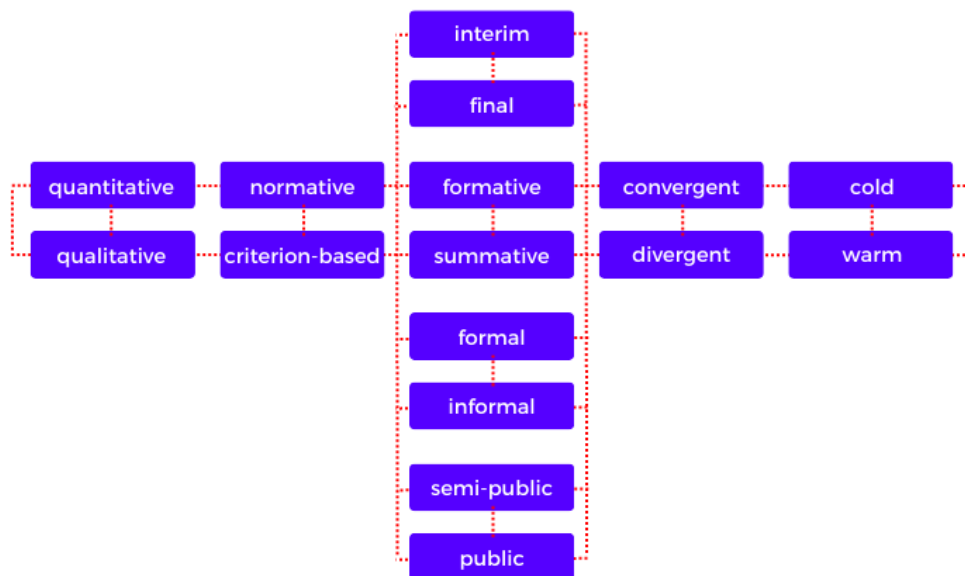 interim
final
quantitative
normative
formative
convergent
cold
qualitative
criterion-based
summative
divergent
warm
formal
informal
semi-public
public